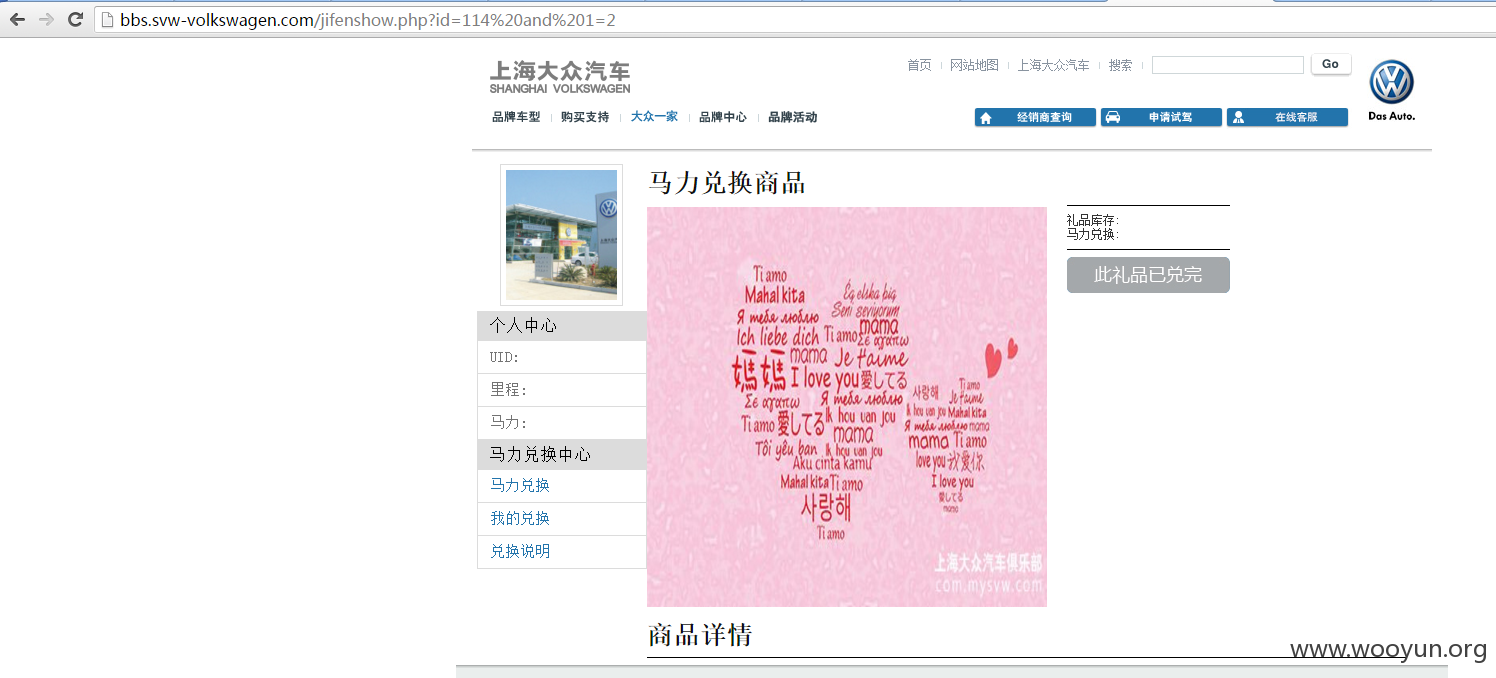 bbs.svw-volkswagen.com/jifenshow.php?id=114%20and%201=2
上海大众汽车
SHANGHAI VOLKSWAGEN
首页 网站地图 上海大众汽车 搜索 Go
Das Auto.
品牌车型 购买支持 大众一家 品牌中心 品牌活动
经销商查询 申请试驾 在线客服
个人中心
UID:
里程:
马力:
马力兑换中心
马力兑换
我的兑换
兑换说明
马力兑换商品
Ti amo
Mahal kita
Ég elska þig
Seni seviyorum
Я тебя люблю
mama
Ich liebe dich Ti amo Σε αγαπω
媽媽 mama Je t'aime
I love you 愛してる
Σε αγαπω Я тебя люблю
Ti amo 愛してる Ik hou van jou
mama
Tôi yêu bạn Ik hou van jou
Aku cinta kamu
Mahal kita Ti amo
사랑해
Ti amo
사랑해 Ti amo
Je t'aime
Ik hou van jou Mahal kita
Я тебя люблю mama
mama Ti amo
love you 我爱你
I love you
愛してる
mama
上海大众汽车俱乐部
com.mysvw.com
礼品库存:
马力兑换:
此礼品已兑完
商品详情
www.wooyun.org